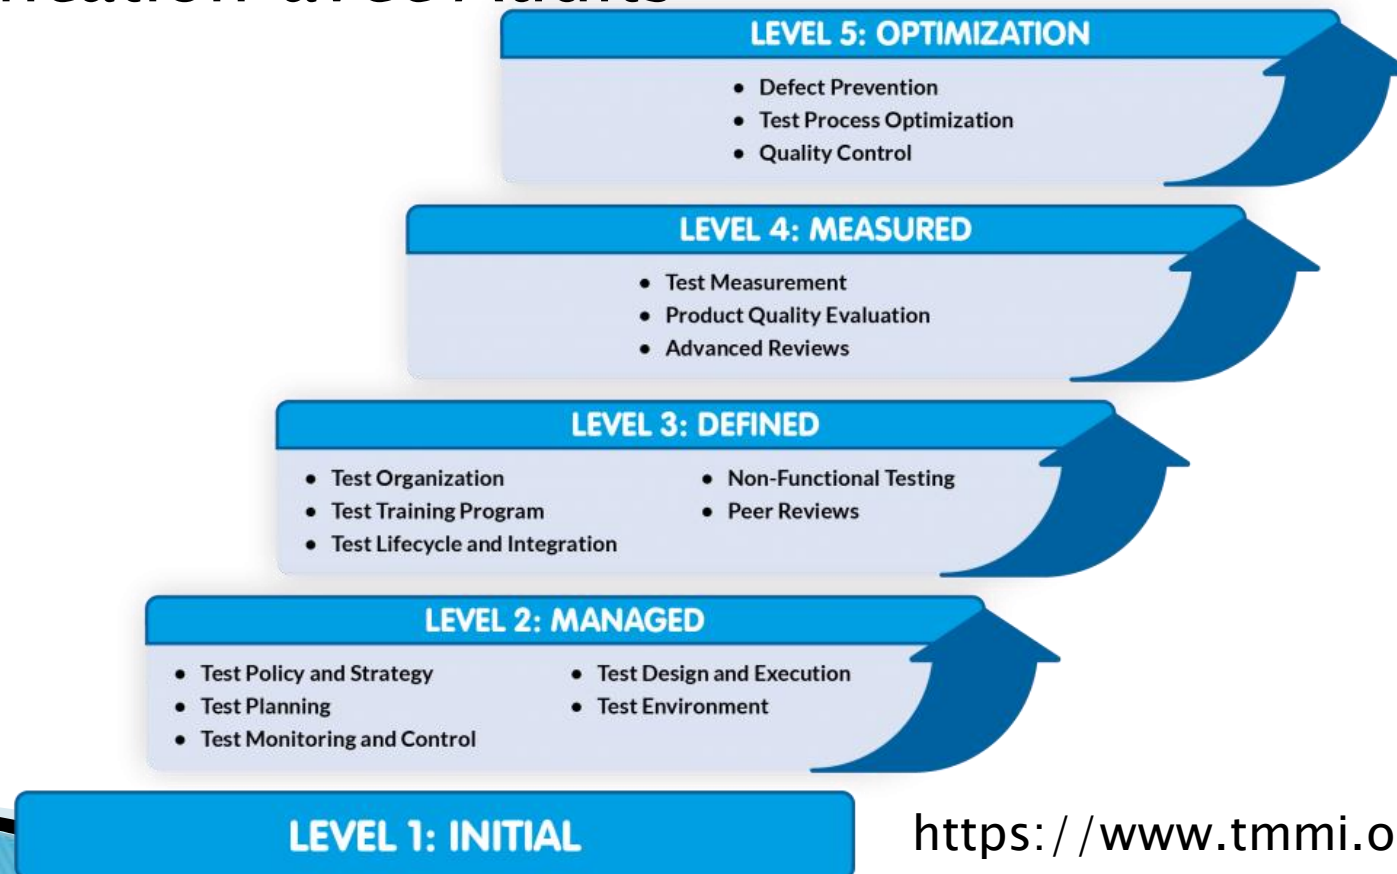 LEVEL 5: OPTIMIZATION
• Defect Prevention
• Test Process Optimization
• Quality Control
LEVEL 4: MEASURED
• Test Measurement
• Product Quality Evaluation
• Advanced Reviews
LEVEL 3: DEFINED
• Test Organization
• Test Training Program
• Test Lifecycle and Integration
• Non-Functional Testing
• Peer Reviews
LEVEL 2: MANAGED
• Test Policy and Strategy
• Test Planning
• Test Monitoring and Control
• Test Design and Execution
• Test Environment
LEVEL 1: INITIAL
https://www.tmmi.o